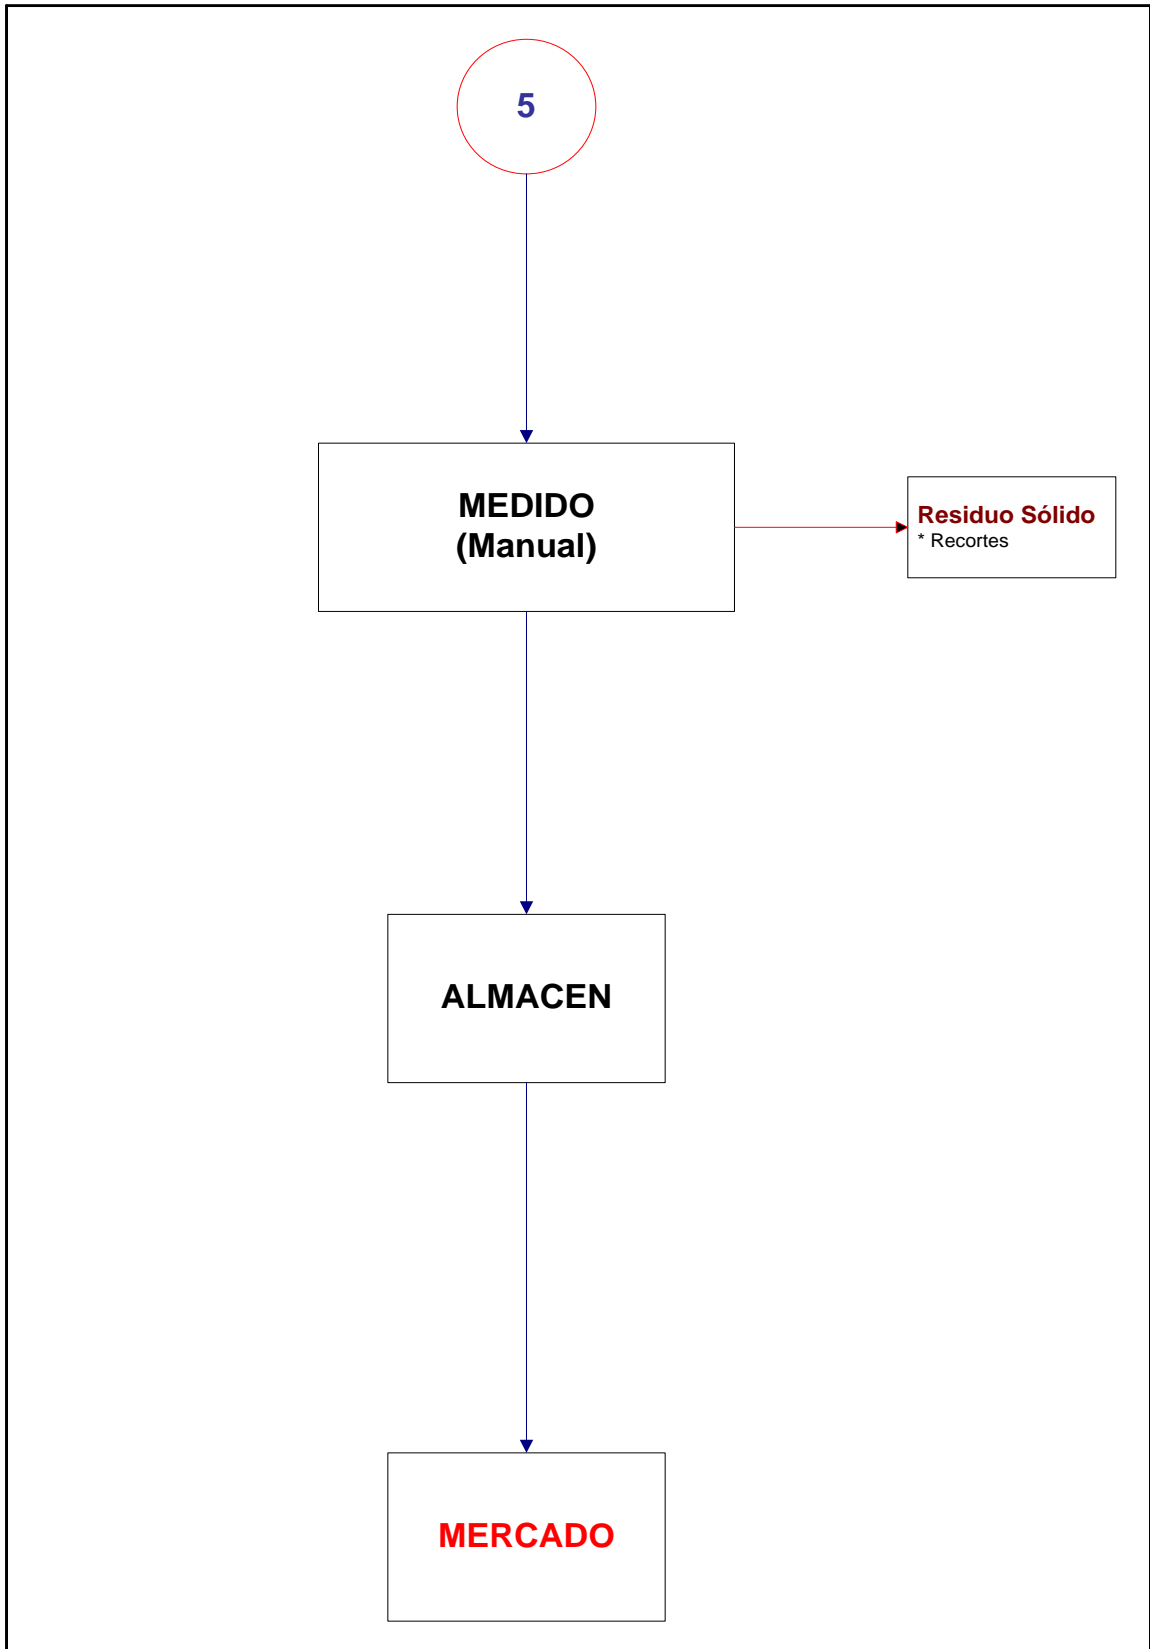 5
MEDIDO
(Manual)
Residuo Sólido
* Recortes
ALMACEN
MERCADO